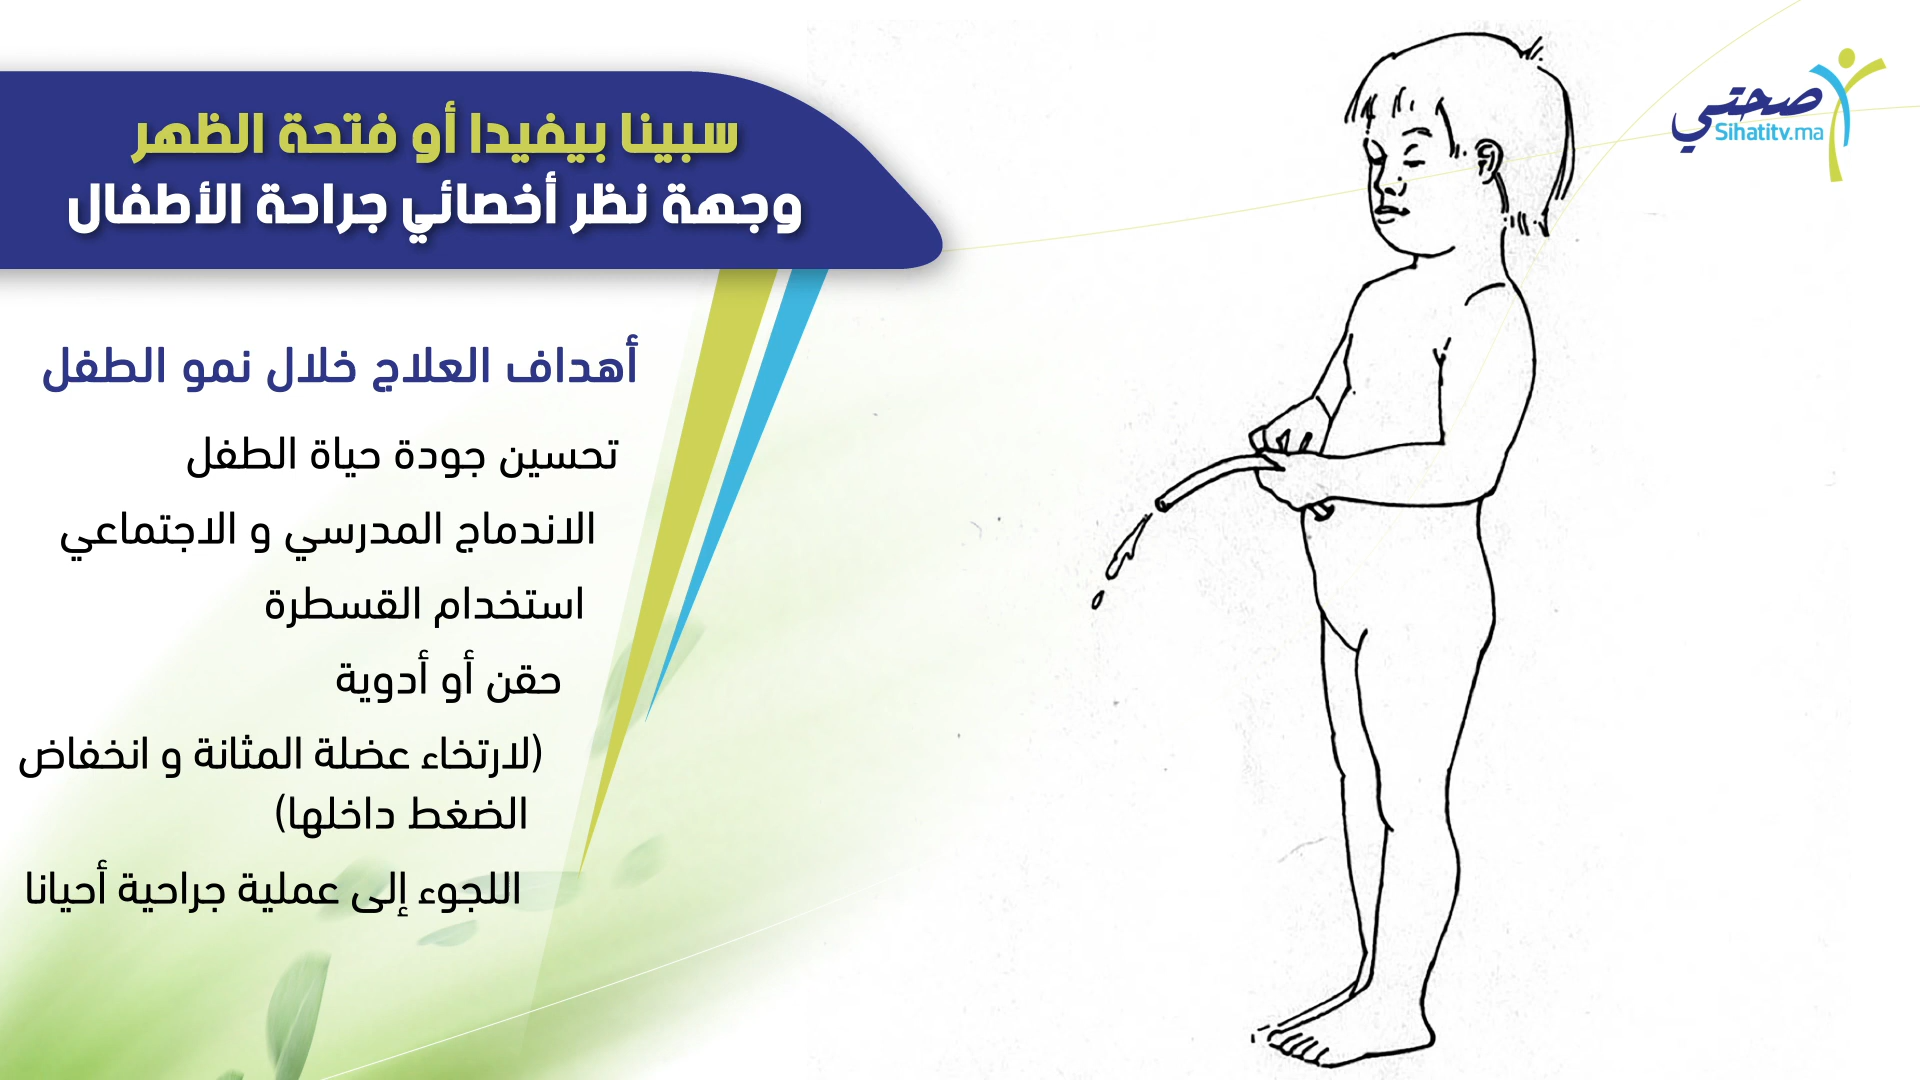 سبينا بيفيدا أو فتحة الظهر
وجهة نظر أخصائي جراحة الأطفال
صحتي
Sihatitv.ma
أهداف العلاج خلال نمو الطفل
تحسين جودة حياة الطفل
الاندماج المدرسي و الاجتماعي
استخدام القسطرة
حقن أو أدوية
(لارتخاء عضلة المثانة و انخفاض
الضغط داخلها)
اللجوء إلى عملية جراحية أحيانا